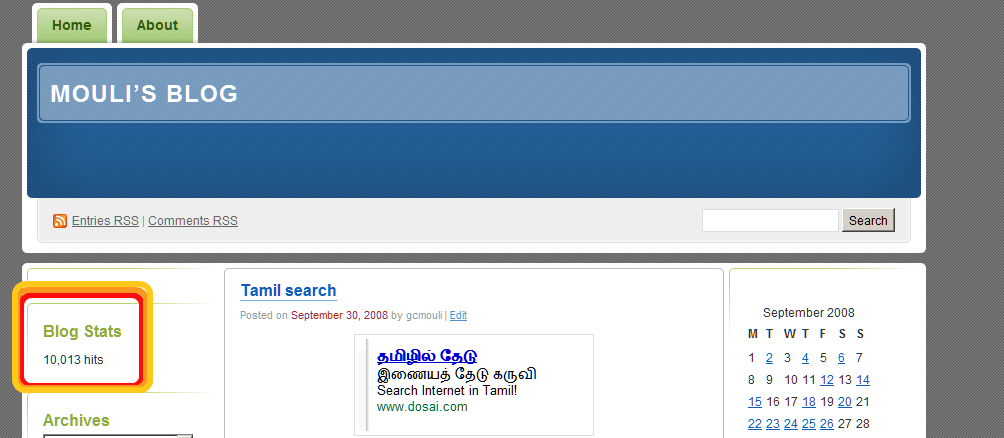 Home About
MOULI'S BLOG
Entries RSS | Comments RSS
Search
Blog Stats
10,013 hits
Archives
Tamil search
Posted on September 30, 2008 by gcmouli | Edit
தமிழில் தேடு
இணையத் தேடு கருவி
Search Internet in Tamil!
www.dosai.com
September 2008
M T W T F S S
1 2 3 4 5 6 7
8 9 10 11 12 13 14
15 16 17 18 19 20 21
22 23 24 25 26 27 28